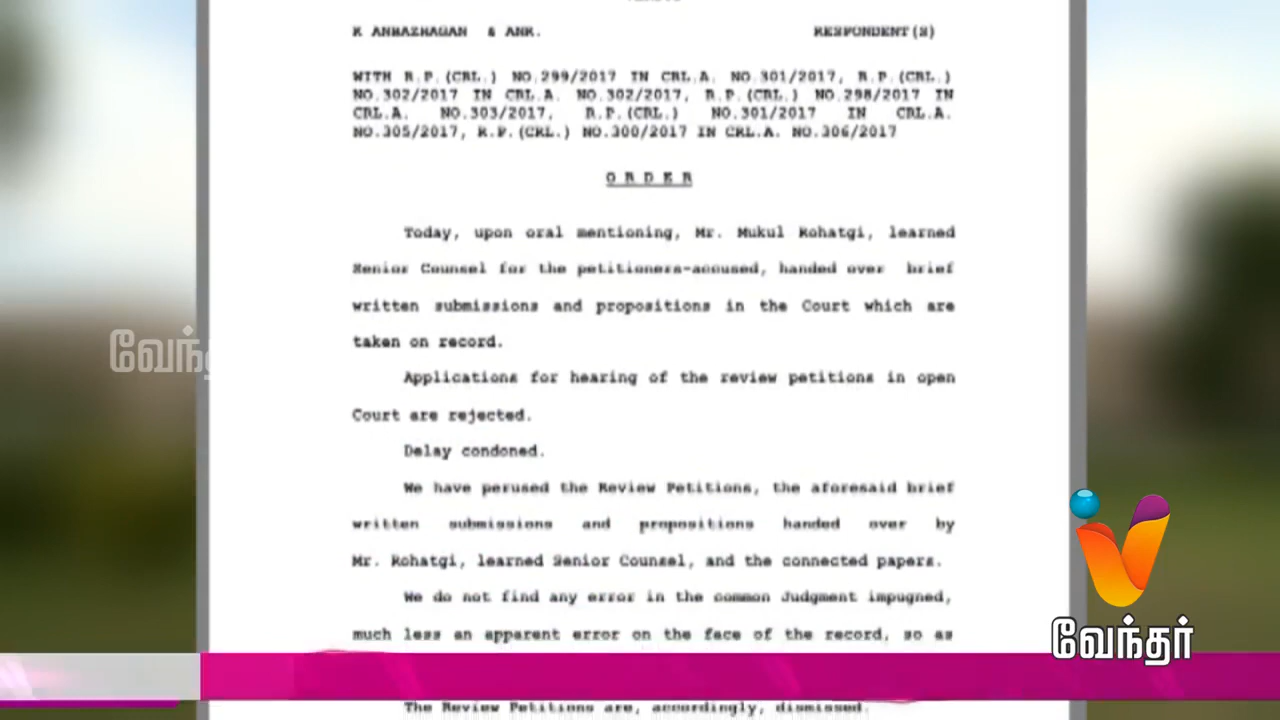 K ANBAZHAGAN & ANR. RESPONDENT(S)
WITH R.P.(CRL.) NO.299/2017 IN CRL.A. NO.301/2017, R.P.(CRL.)
NO.302/2017 IN CRL.A. NO.302/2017, R.P.(CRL.) NO.298/2017 IN
CRL.A. NO.303/2017, R.P.(CRL.) NO.301/2017 IN CRL.A.
NO.305/2017, R.P.(CRL.) NO.300/2017 IN CRL.A. NO.306/2017
O R D E R
Today, upon oral mentioning, Mr. Mukul Rohatgi, learned
Senior Counsel for the petitioners-accused, handed over brief
written submissions and propositions in the Court which are
taken on record.
Applications for hearing of the review petitions in open
Court are rejected.
Delay condoned.
We have perused the Review Petitions, the aforesaid brief
written submissions and propositions handed over by
Mr. Rohatgi, learned Senior Counsel, and the connected papers.
We do not find any error in the common Judgment impugned,
much less an apparent error on the face of the record, so as
The Review Petitions are, accordingly, dismissed.
வேந்தர்